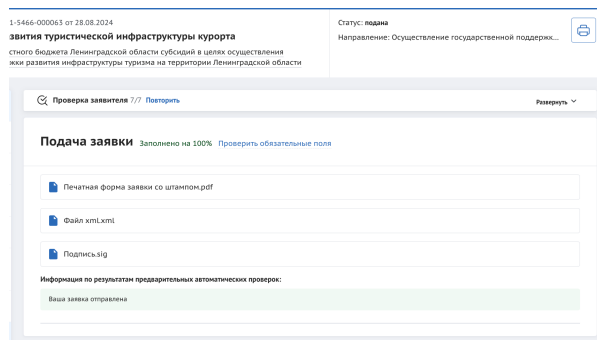 1-5466-000063 от 28.08.2024
звития туристической инфраструктуры курорта
стного бюджета Ленинградской области субсидий в целях осуществления
жки развития инфраструктуры туризма на территории Ленинградской области
Статус: подана
Направление: Осуществление государственной поддержк...
Проверка заявителя 7/7 Повторить
Развернуть
Подача заявки Заполнено на 100% Проверить обязательные поля
Печатная форма заявки со штампом.pdf
Файл xml.xml
Подпись.sig
Информация по результатам предварительных автоматических проверок:
Ваша заявка отправлена